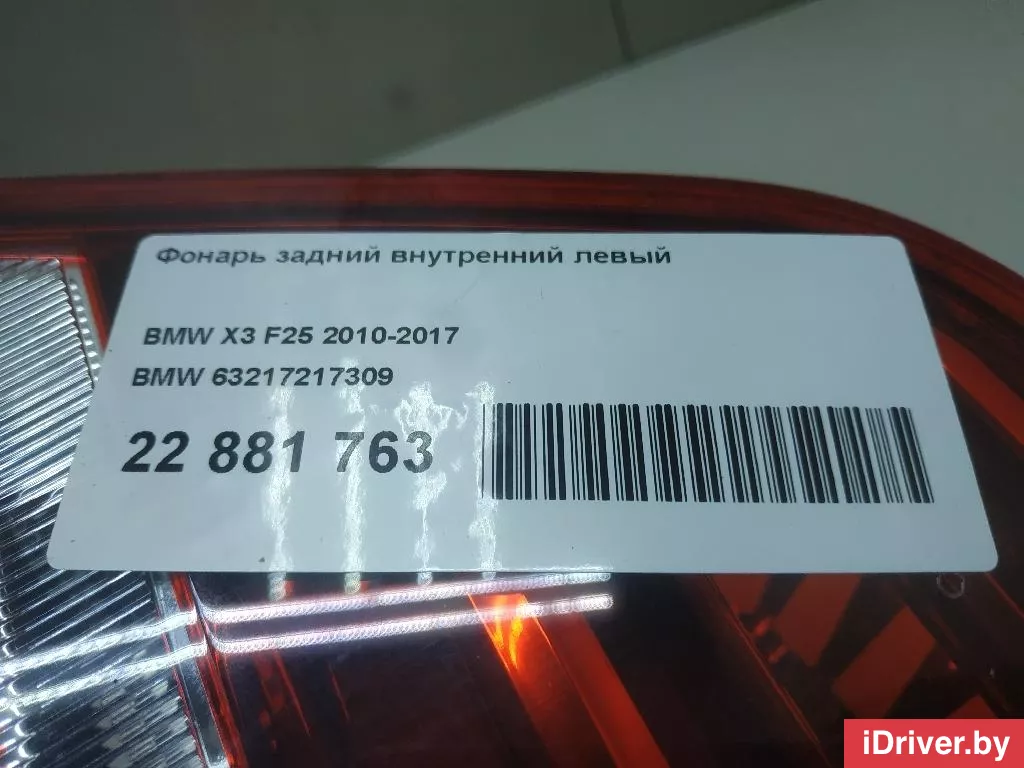 Фонарь задний внутренний левый
BMW X3 F25 2010-2017
BMW 63217217309
22 881 763
iDriver.by